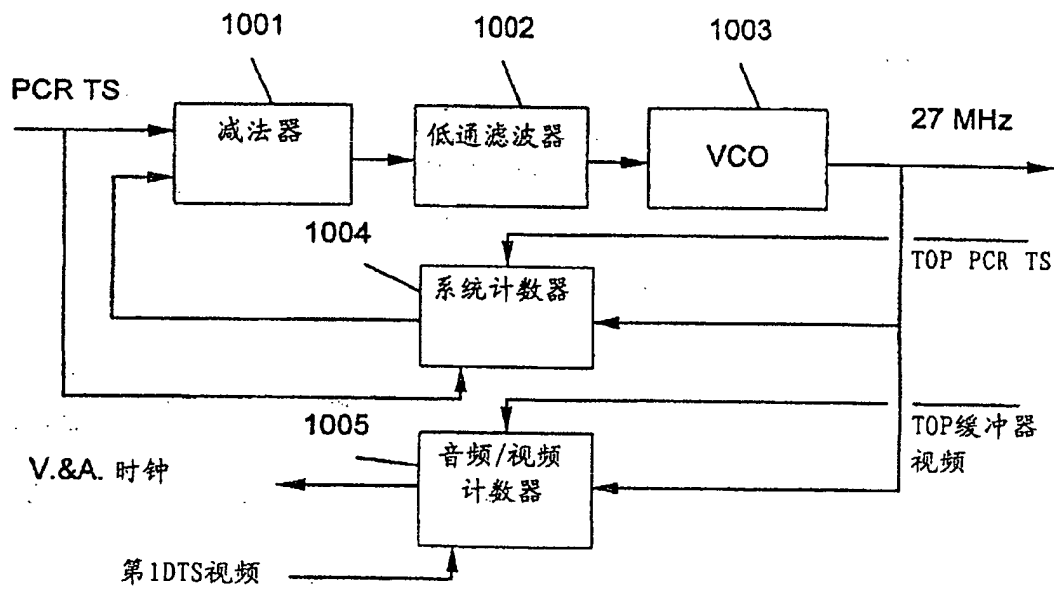 1001
1002
1003
PCR TS
减法器
低通滤波器
VCO
27 MHz
1004
系统计数器
TOP PCR TS
1005
音频/视频
计数器
TOP缓冲器
视频
V.&A. 时钟
第1DTS视频